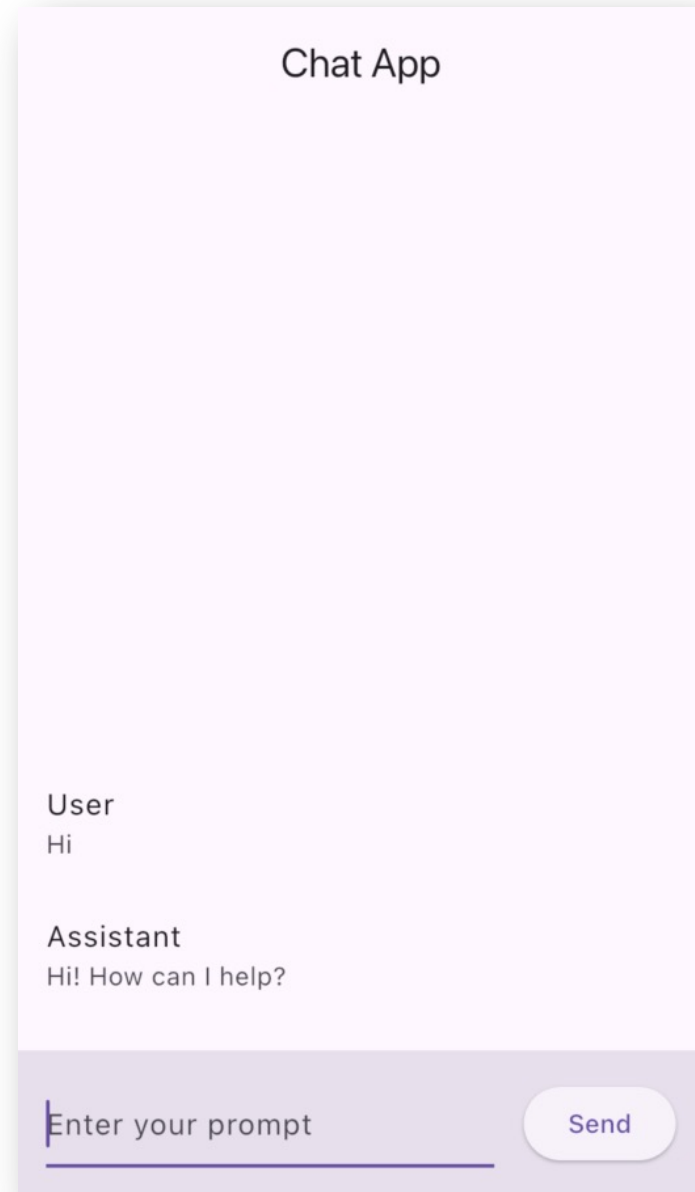 Chat App
User
Hi
Assistant
Hi! How can I help?
Enter your prompt
Send